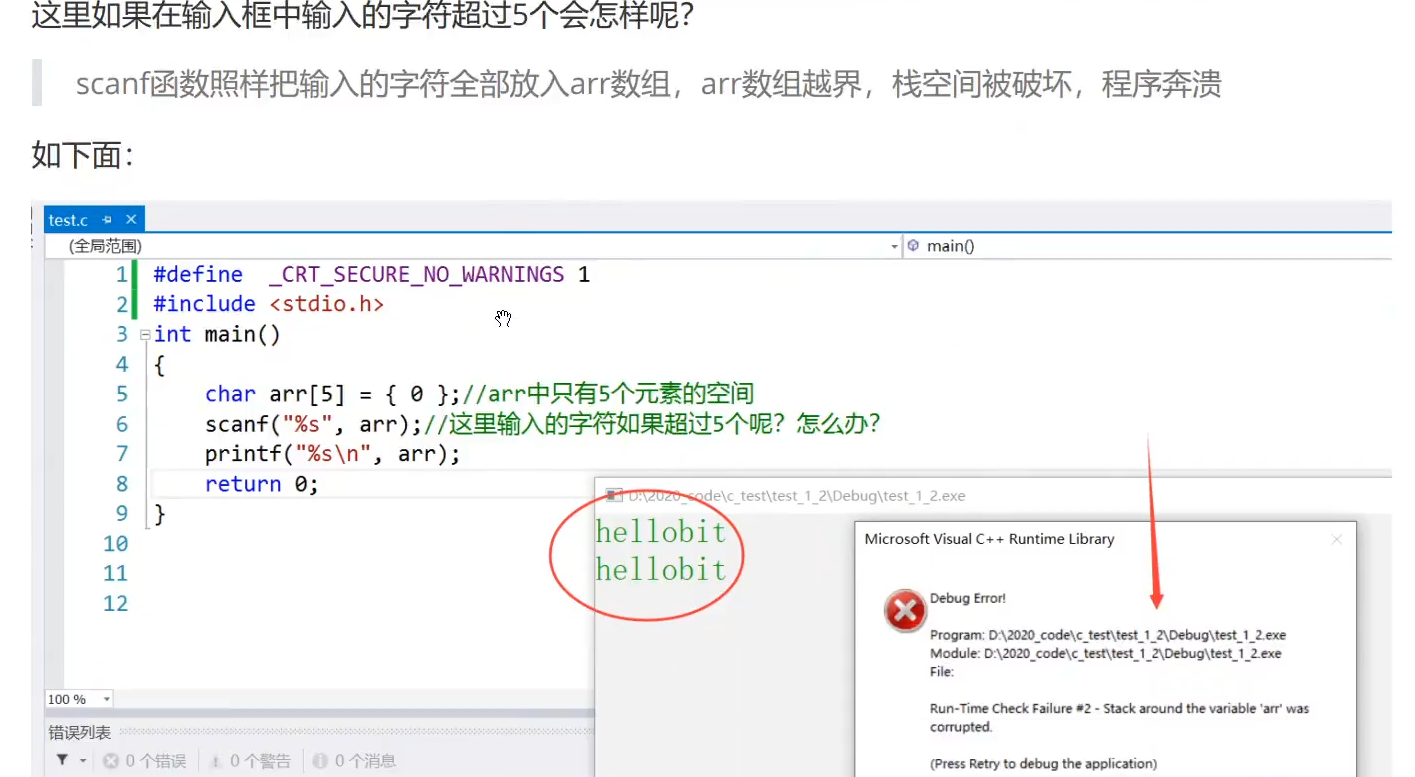 这里如果在输入框中输入的字符超过5个会怎样呢？
scanf函数照样把输入的字符全部放入arr数组，arr数组越界，栈空间被破坏，程序奔溃
如下面：
test.c
(全局范围)
main()
1 #define _CRT_SECURE_NO_WARNINGS 1
2 #include <stdio.h>
3 int main()
4 {
5 char arr[5] = { 0 };//arr中只有5个元素的空间
6 scanf("%s", arr);//这里输入的字符如果超过5个呢？怎么办？
7 printf("%s\n", arr);
8 return 0;
9 }
10
11
12
D:\2020_code\c_test\test_1_2\Debug\test_1_2.exe
hellobit
hellobit
Microsoft Visual C++ Runtime Library
Debug Error!
Program: D:\2020_code\c_test\test_1_2\Debug\test_1_2.exe
Module: D:\2020_code\c_test\test_1_2\Debug\test_1_2.exe
File:
Run-Time Check Failure #2 - Stack around the variable 'arr' was
corrupted.
(Press Retry to debug the application)
100 %
错误列表
0 个错误 0 个警告 0 个消息